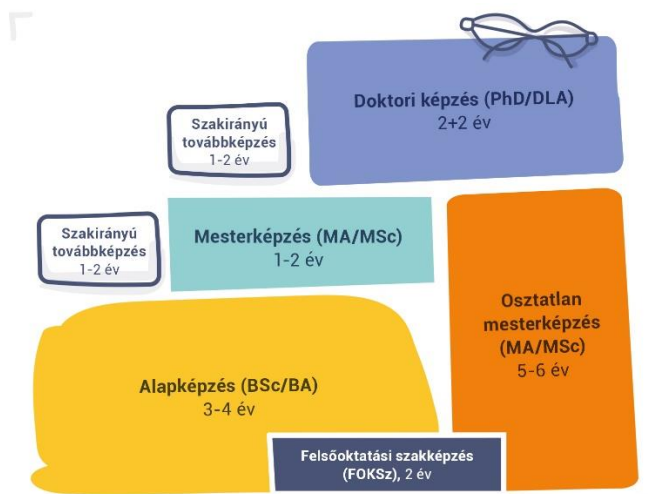 Doktori képzés (PhD/DLA)
2+2 év
Szakirányú
továbbképzés
1-2 év
Szakirányú
továbbképzés
1-2 év
Mesterképzés (MA/MSc)
1-2 év
Osztatlan
mesterképzés
(MA/MSc)
5-6 év
Alapképzés (BSc/BA)
3-4 év
Felsőoktatási szakképzés
(FOKSz), 2 év